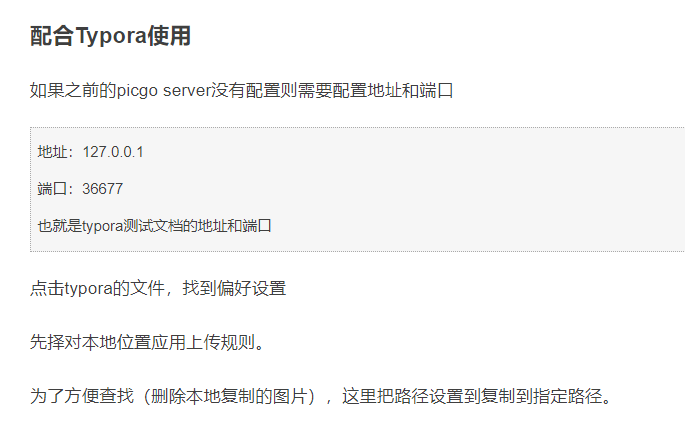 配合Typora使用
如果之前的picgo server没有配置则需要配置地址和端口
地址：127.0.0.1
端口：36677
也就是typora测试文档的地址和端口
点击typora的文件，找到偏好设置
先择对本地位置应用上传规则。
为了方便查找（删除本地复制的图片），这里把路径设置到复制到指定路径。